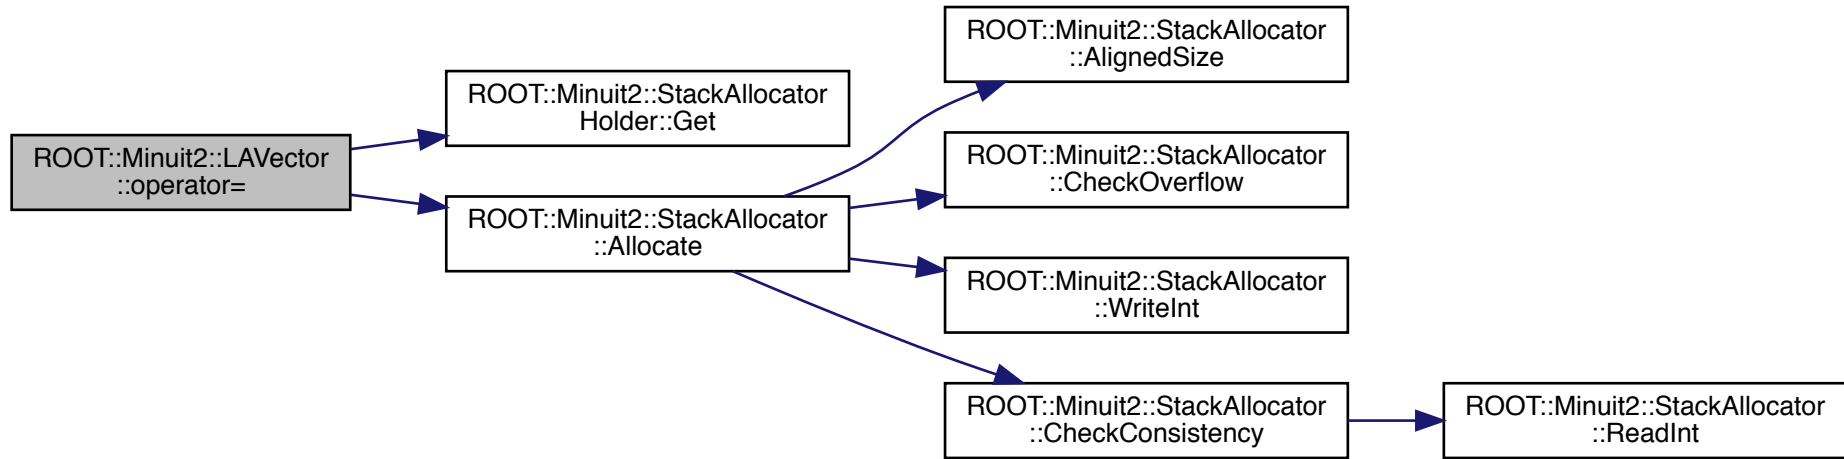 ROOT::Minuit2::LAVector
::operator=
ROOT::Minuit2::StackAllocator
Holder::Get
ROOT::Minuit2::StackAllocator
::Allocate
ROOT::Minuit2::StackAllocator
::AlignedSize
ROOT::Minuit2::StackAllocator
::CheckOverflow
ROOT::Minuit2::StackAllocator
::WriteInt
ROOT::Minuit2::StackAllocator
::CheckConsistency
ROOT::Minuit2::StackAllocator
::ReadInt